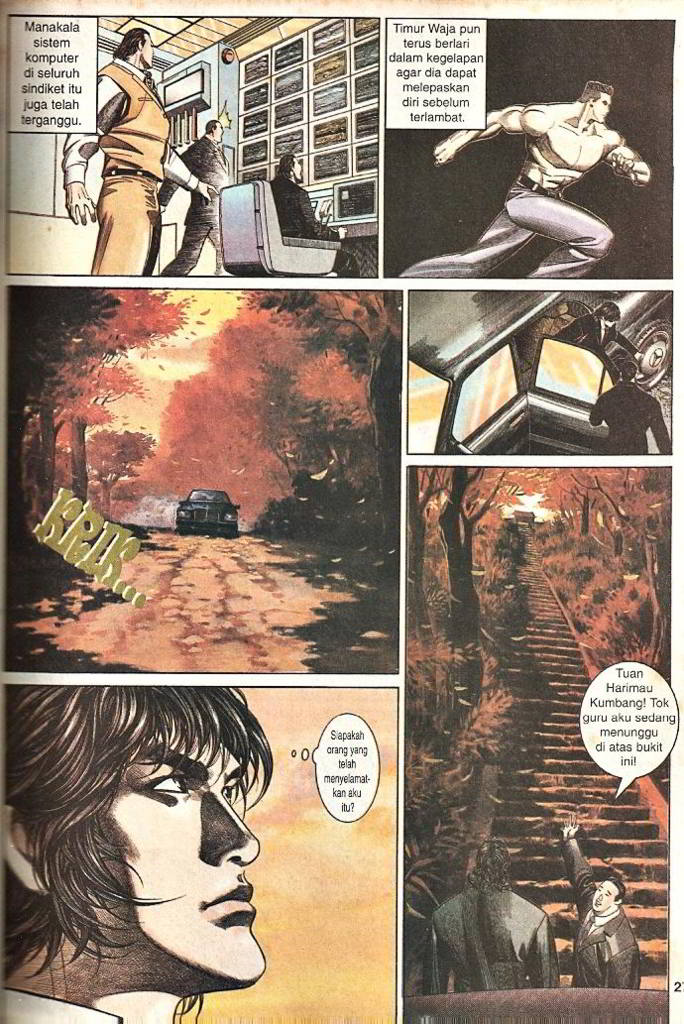 Manakala
sistem
komputer
di seluruh
sindiket itu
juga telah
terganggu.
Timur Waja pun
terus berlari
dalam kegelapan
agar dia dapat
melepaskan
diri sebelum
terlambat.
KRIK...
Siapakah
orang yang
telah
menyelamat-
kan aku
itu?
Tuan
Harimau
Kumbang! Tok
guru aku sedang
menunggu
di atas bukit
ini!